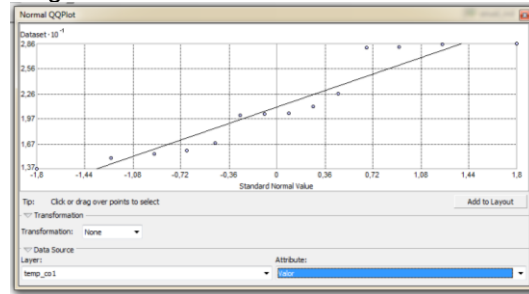 Normal QQPlot
Dataset · 10 -1
2,86
2,56
2,26
1,97
1,67
1,37
-1,8 -1,44 -1,08 -0,72 -0,36 0 0,36 0,72 1,08 1,44 1,8
Standard Normal Value
Tip: Click or drag over points to select
Add to Layout
Transformation
Transformation: None
Data Source
Layer: Attribute:
temp_co1 Valor